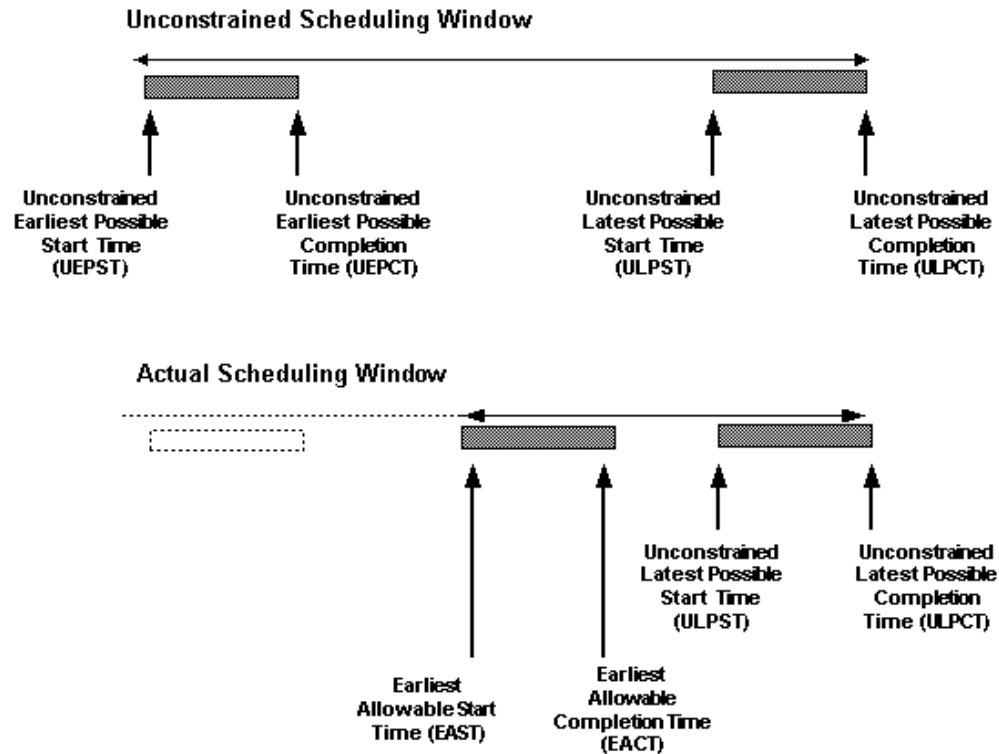 Unconstrained Scheduling Window
Unconstrained
Earliest Possible
Start Time
(UEPST)
Unconstrained
Earliest Possible
Completion
Time (UEPCT)
Unconstrained
Latest Possible
Start Time
(ULPST)
Unconstrained
Latest Possible
Completion
Time (ULPCT)
Actual Scheduling Window
Unconstrained
Latest Possible
Start Time
(ULPST)
Unconstrained
Latest Possible
Completion
Time (ULPCT)
Earliest
Allowable Start
Time (EAST)
Earliest
Allowable
Completion Time
(EACT)